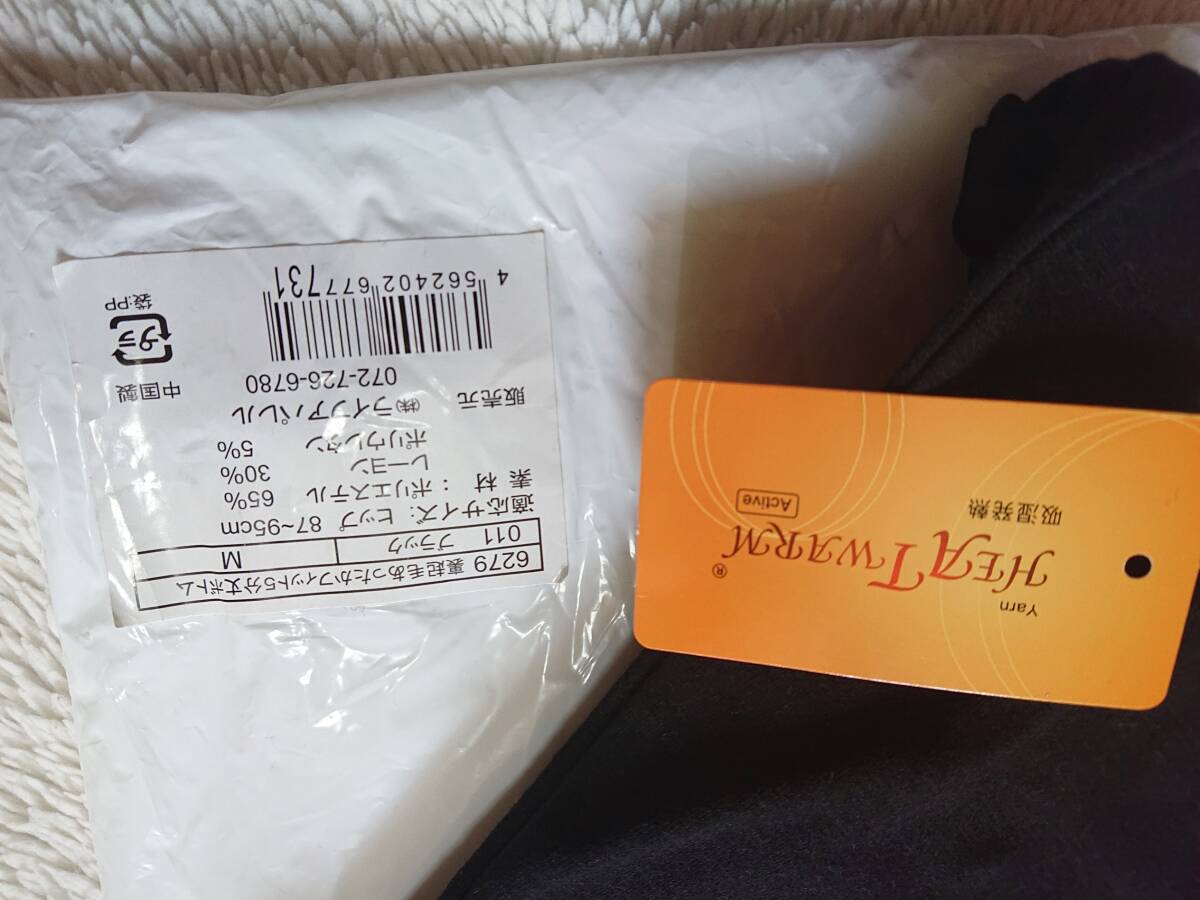 6279 裏起毛あったかフィット5分丈ボトム
011 ブラック M
適応サイズ: ヒップ 87~95cm
素 材 : ポリエステル 65%
レーヨン 30%
ポリウレタン 5%
販売元 ㈱ライフアパレル
072-726-6780 中国製
プラ
袋:PP
4 562402 677731
Yarn
HEATWARM®
吸湿発熱 Active